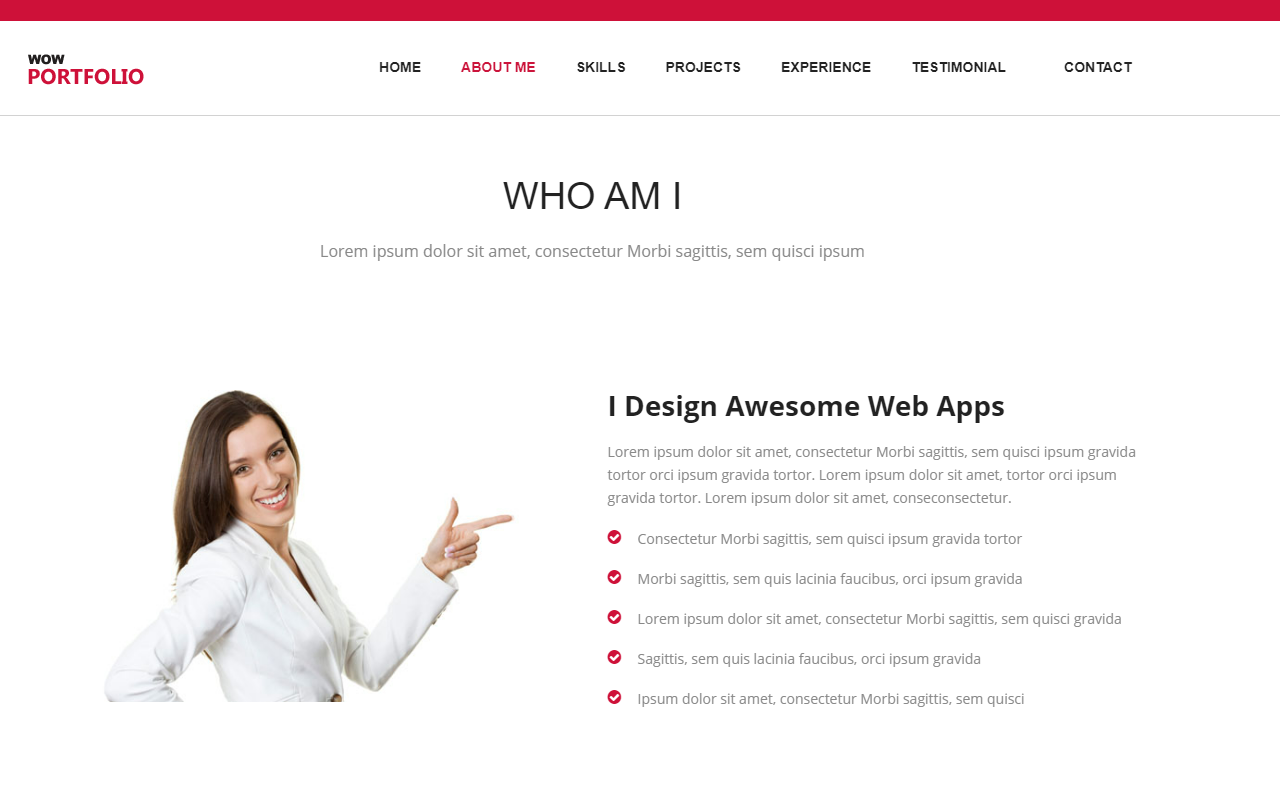 WOW
PORTFOLIO
HOME ABOUT ME SKILLS PROJECTS EXPERIENCE TESTIMONIAL CONTACT
WHO AM I
Lorem ipsum dolor sit amet, consectetur Morbi sagittis, sem quisci ipsum
I Design Awesome Web Apps
Lorem ipsum dolor sit amet, consectetur Morbi sagittis, sem quisci ipsum gravida
tortor orci ipsum gravida tortor. Lorem ipsum dolor sit amet, tortor orci ipsum
gravida tortor. Lorem ipsum dolor sit amet, conseconsectetur.
Consectetur Morbi sagittis, sem quisci ipsum gravida tortor
Morbi sagittis, sem quis lacinia faucibus, orci ipsum gravida
Lorem ipsum dolor sit amet, consectetur Morbi sagittis, sem quisci gravida
Sagittis, sem quis lacinia faucibus, orci ipsum gravida
Ipsum dolor sit amet, consectetur Morbi sagittis, sem quisci